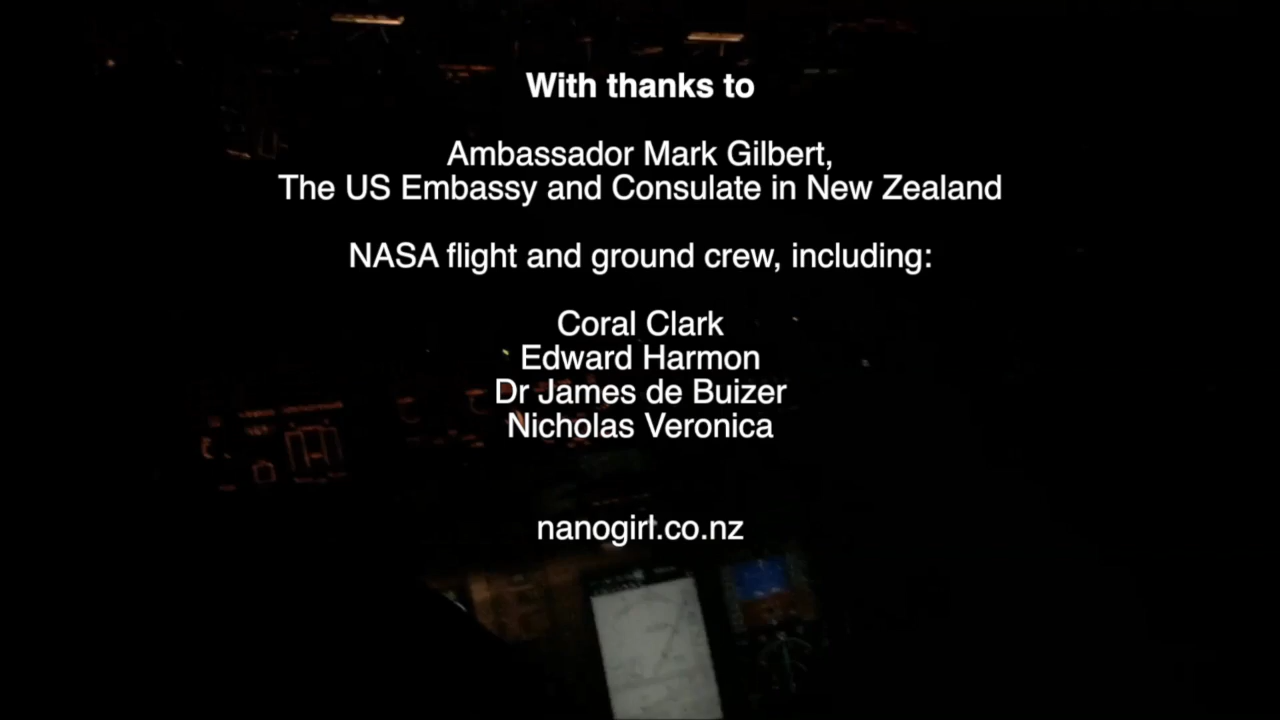 With thanks to
Ambassador Mark Gilbert,
The US Embassy and Consulate in New Zealand
NASA flight and ground crew, including:
Coral Clark
Edward Harmon
Dr James de Buizer
Nicholas Veronica
nanogirl.co.nz